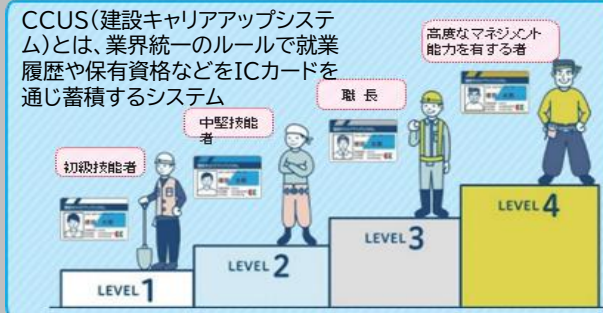 CCUS(建設キャリアアップシステ
ム)とは、業界統一のルールで就業
履歴や保有資格などをICカードを
通じ蓄積するシステム
初級技能者
中堅技能
者
職 長
高度なマネジメント
能力を有する者
LEVEL 1
LEVEL 2
LEVEL 3
LEVEL 4